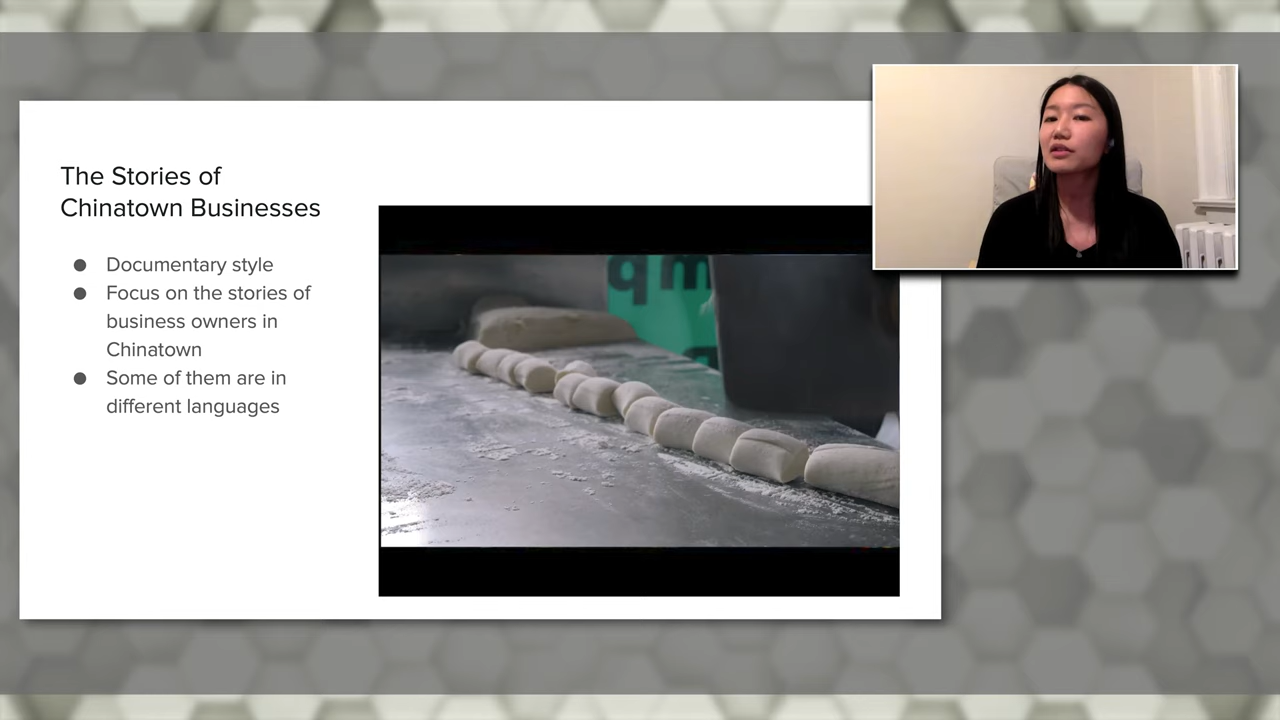 The Stories of
Chinatown Businesses
● Documentary style
● Focus on the stories of
business owners in
Chinatown
● Some of them are in
different languages
qm